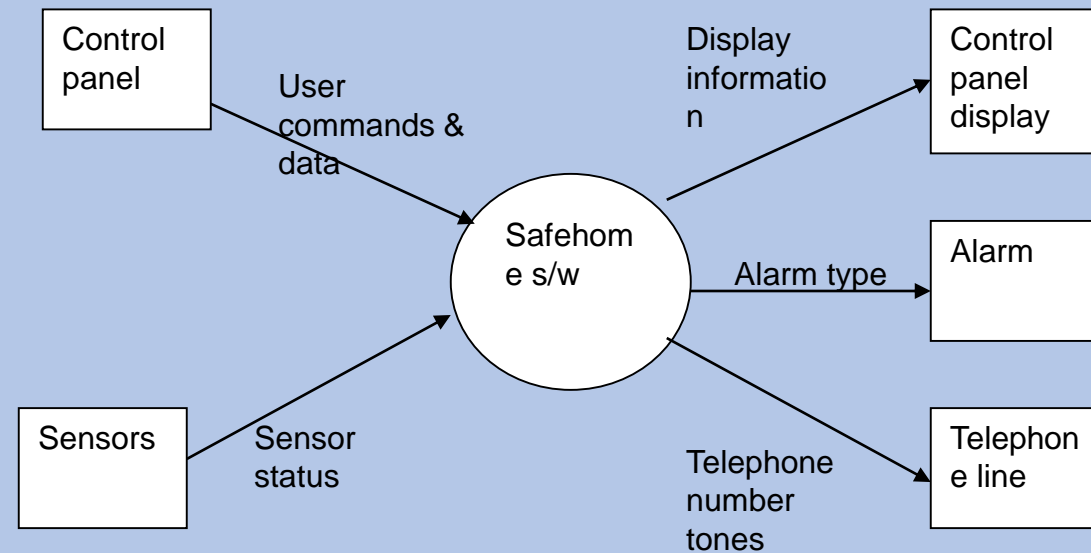 Control
panel
User
commands &
data
Display
informatio
n
Control
panel
display
Safehom
e s/w
Alarm type
Alarm
Sensors
Sensor
status
Telephone
number
tones
Telephon
e line